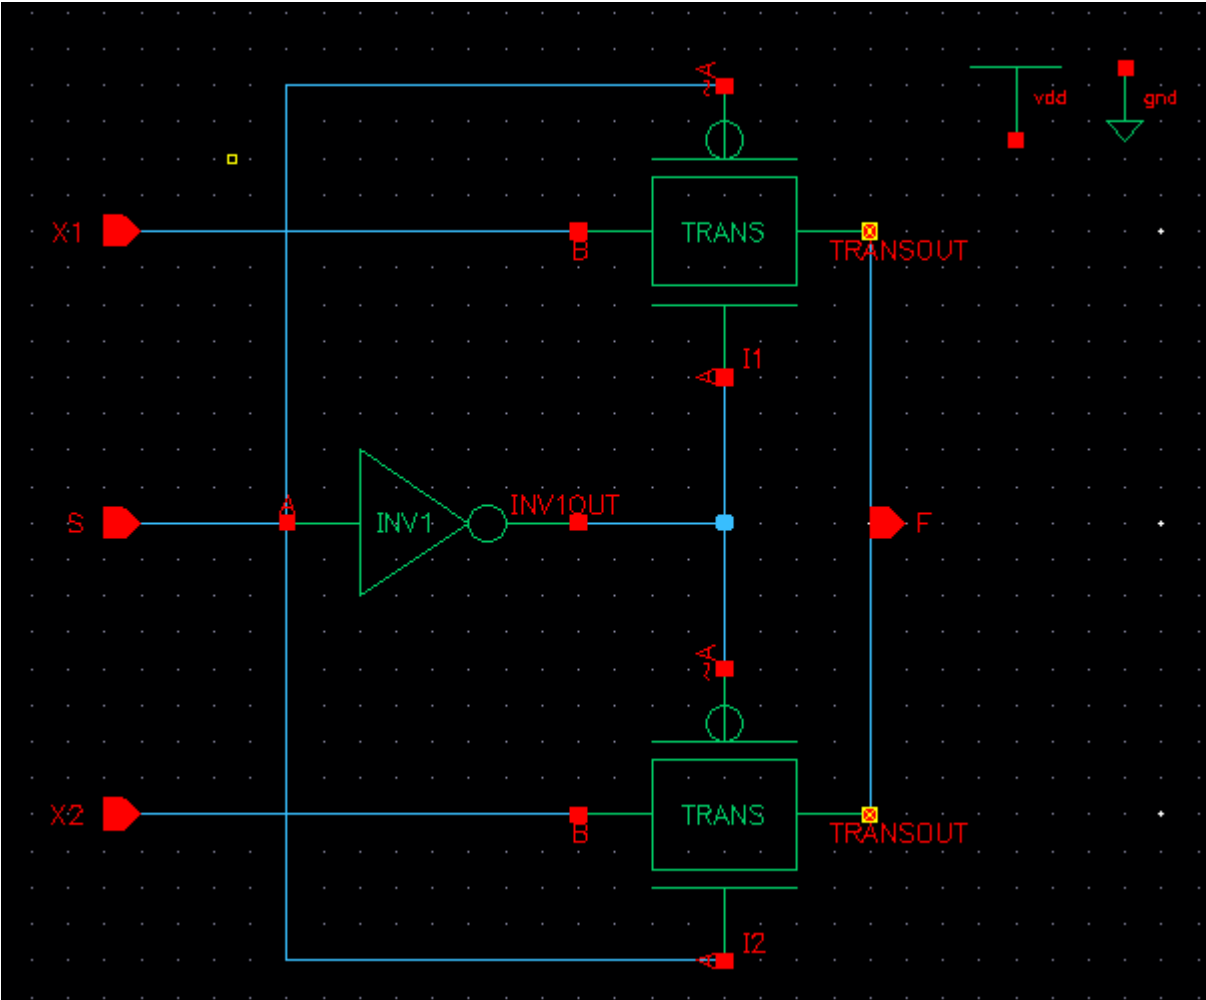 ~A
vdd
gnd
X1
B
TRANS
TRANSOUT
I1
A
S
A
INV1
INV1OUT
F
~A
X2
B
TRANS
TRANSOUT
I2
A